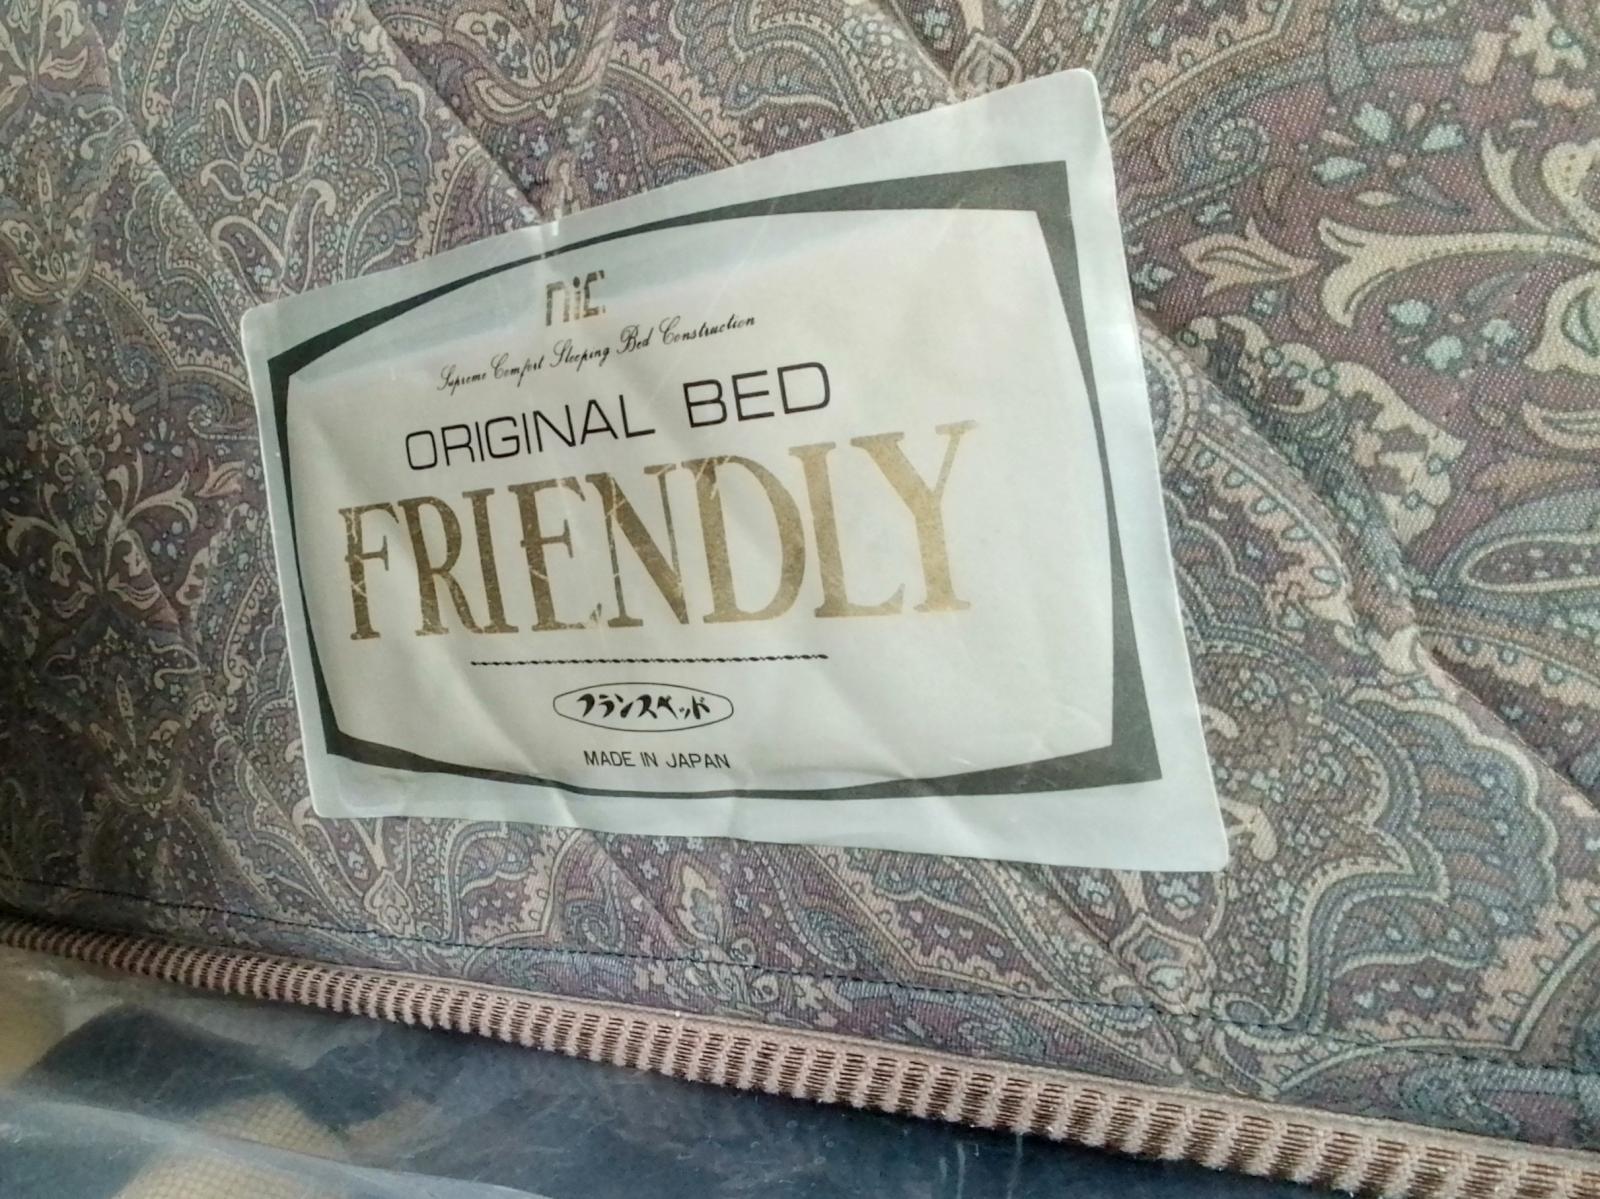 nic
Supreme Comfort Sleeping Bed Construction
ORIGINAL BED
FRIENDLY
フランスベッド
MADE IN JAPAN